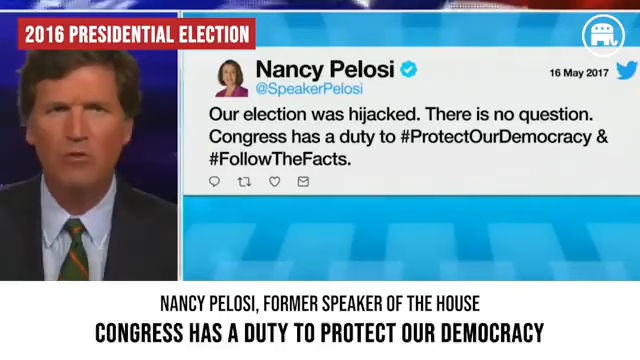 2016 PRESIDENTIAL ELECTION
Nancy Pelosi
@SpeakerPelosi
16 May 2017
Our election was hijacked. There is no question.
Congress has a duty to #ProtectOurDemocracy &
#FollowTheFacts.
NANCY PELOSI, FORMER SPEAKER OF THE HOUSE
CONGRESS HAS A DUTY TO PROTECT OUR DEMOCRACY